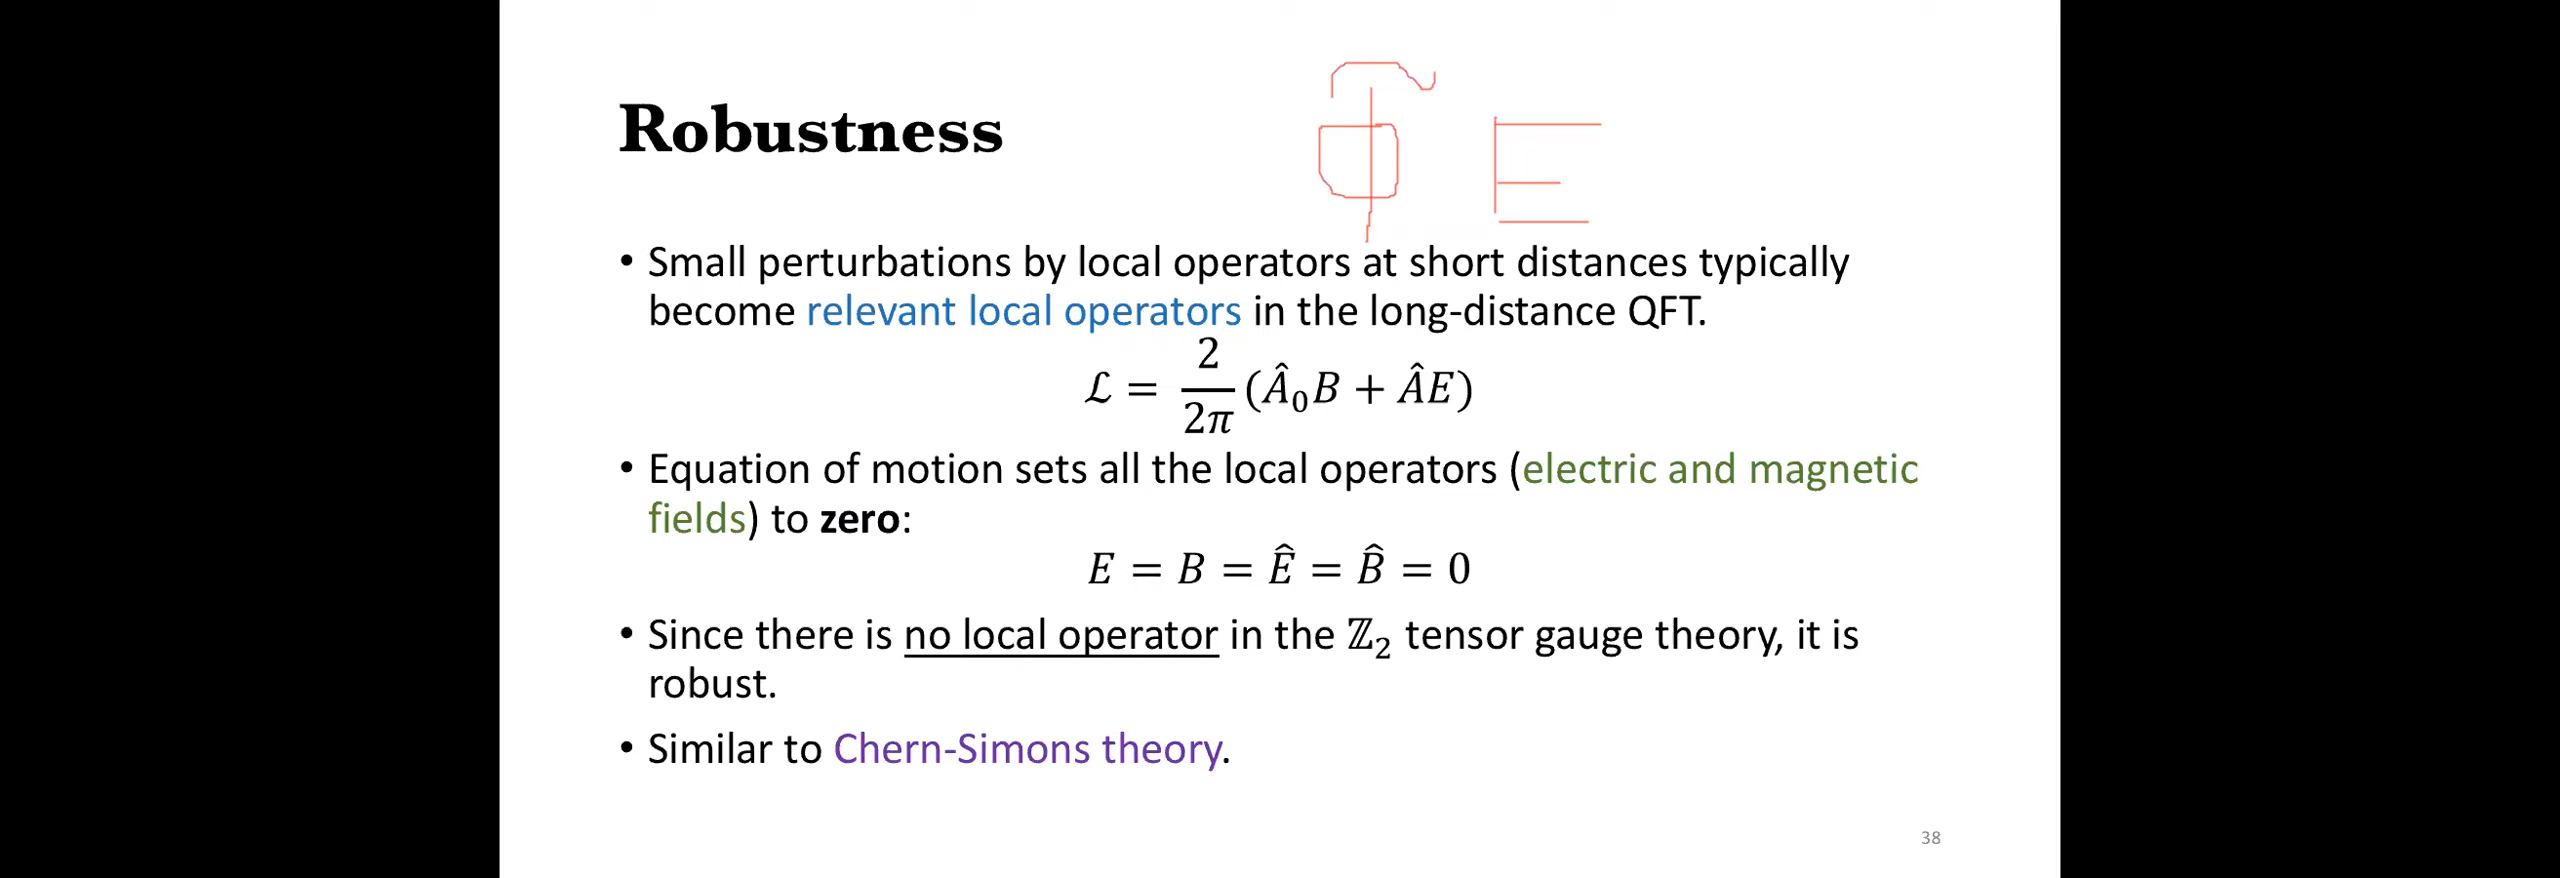 Robustness
E
• Small perturbations by local operators at short distances typically
become relevant local operators in the long-distance QFT.
ℒ = 2/2π (Â₀B + ÂE)
• Equation of motion sets all the local operators (electric and magnetic
fields) to zero:
E = B = Ê = B̂ = 0
• Since there is no local operator in the ℤ₂ tensor gauge theory, it is
robust.
• Similar to Chern-Simons theory.
38